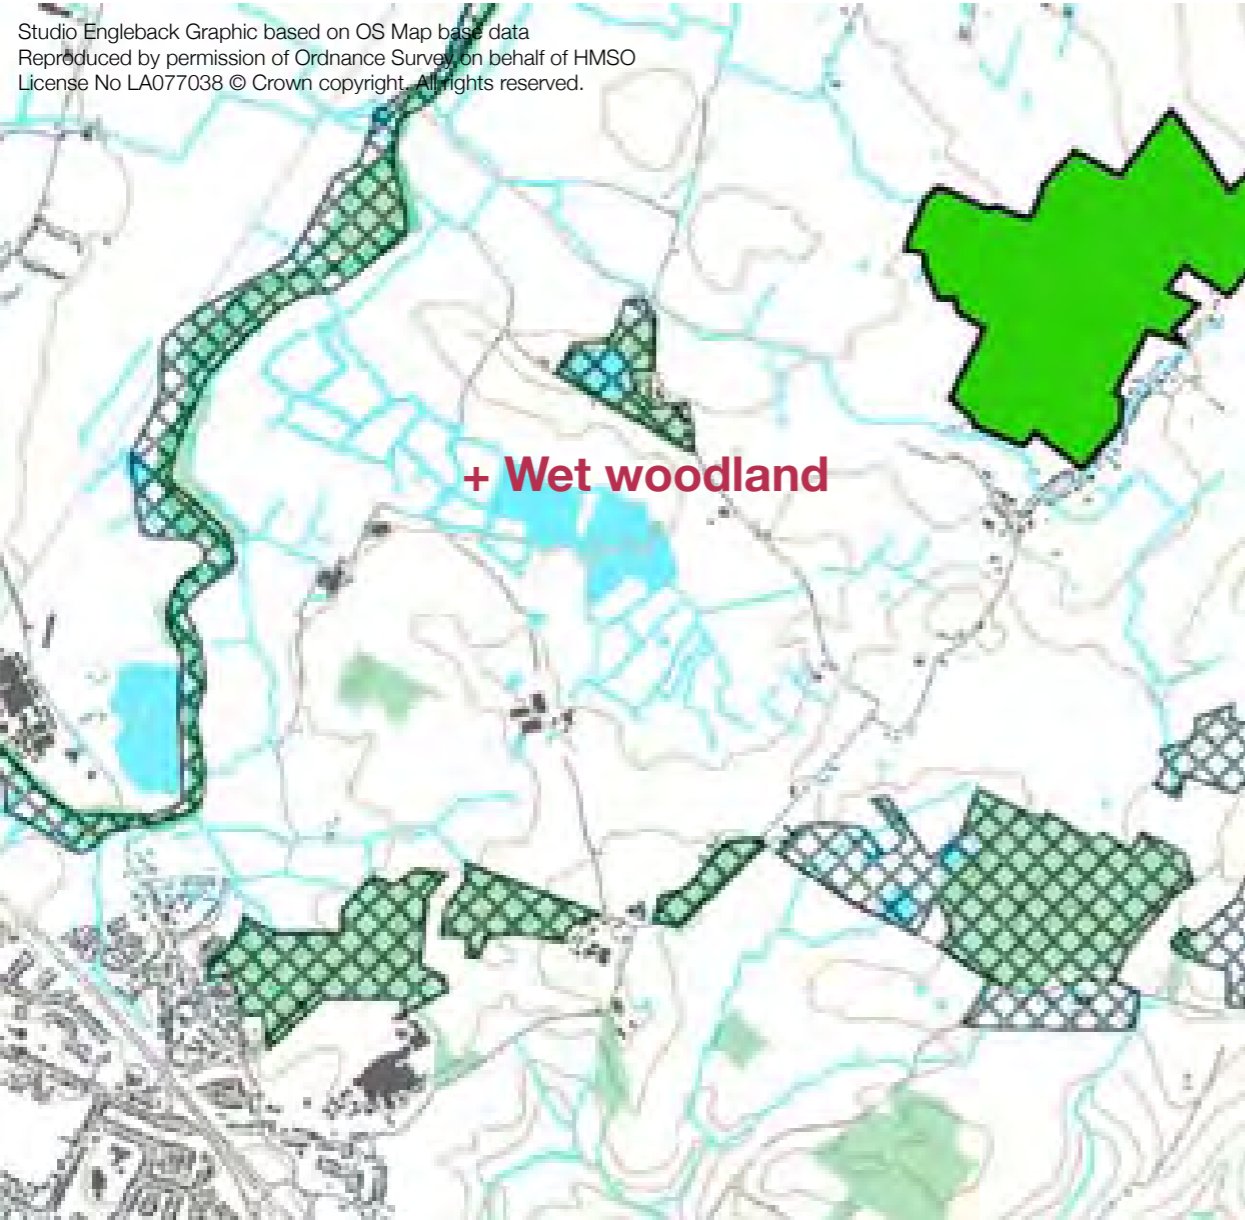 Studio Engleback Graphic based on OS Map base data
Reproduced by permission of Ordnance Survey on behalf of HMSO
License No LA077038 © Crown copyright. All rights reserved.
+ Wet woodland